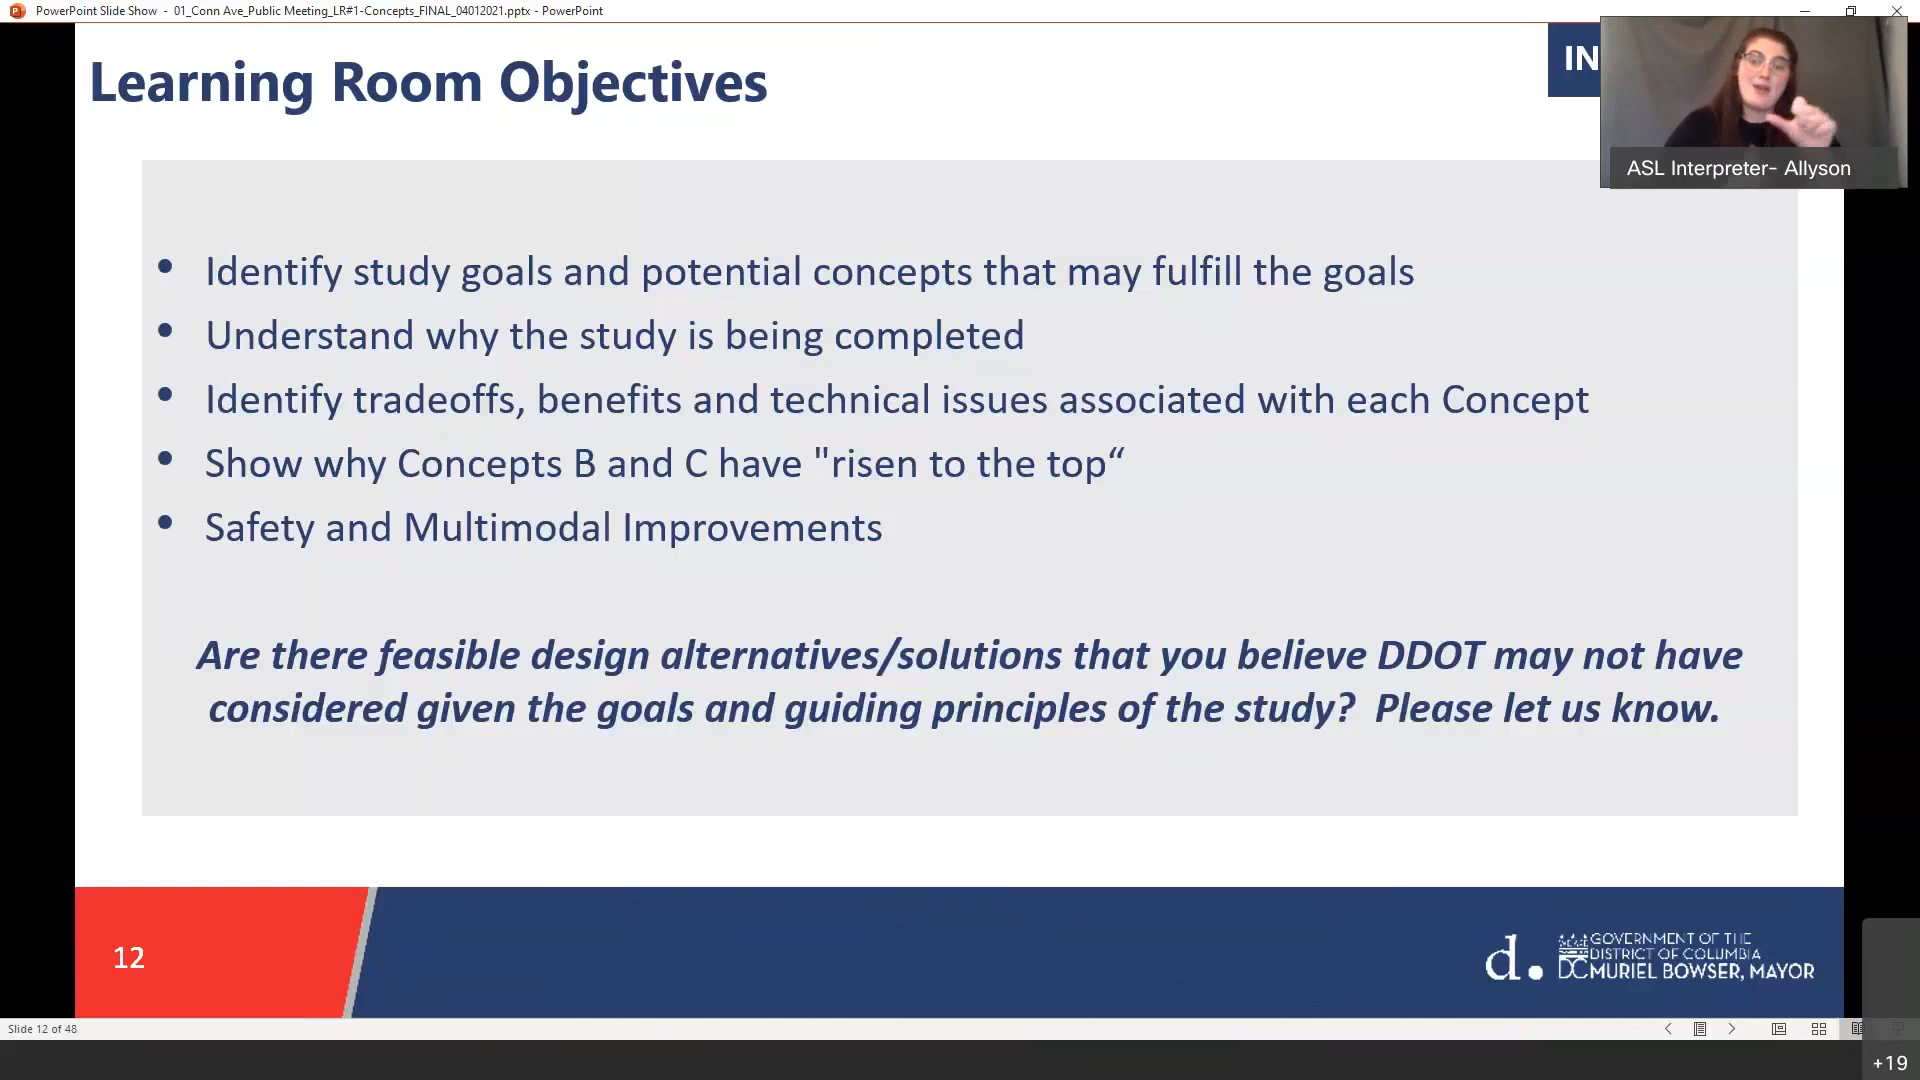 PowerPoint Slide Show - 01_Conn Ave_Public Meeting_LR#1-Concepts_FINAL_04012021.pptx - PowerPoint
Learning Room Objectives
IN
ASL Interpreter- Allyson
• Identify study goals and potential concepts that may fulfill the goals
• Understand why the study is being completed
• Identify tradeoffs, benefits and technical issues associated with each Concept
• Show why Concepts B and C have "risen to the top“
• Safety and Multimodal Improvements
Are there feasible design alternatives/solutions that you believe DDOT may not have
considered given the goals and guiding principles of the study?  Please let us know.
12
d.
GOVERNMENT OF THE
DISTRICT OF COLUMBIA
DC MURIEL BOWSER, MAYOR
Slide 12 of 48
+19